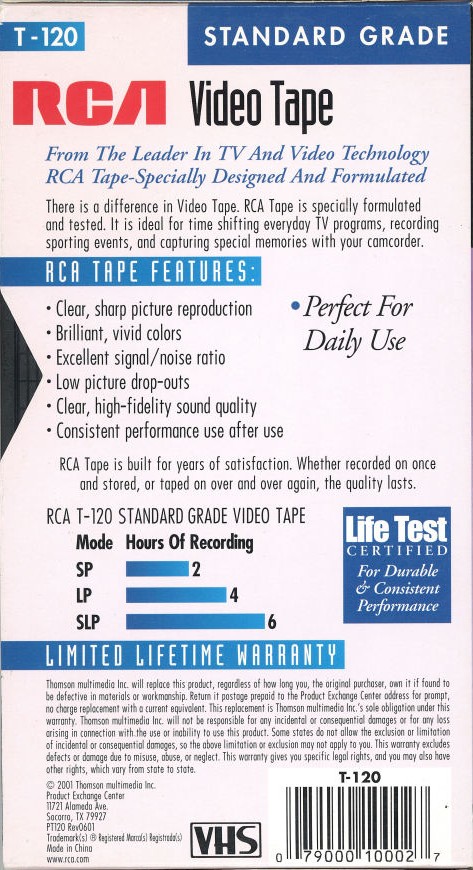 T-120
STANDARD GRADE
RCA Video Tape
From The Leader In TV And Video Technology
RCA Tape-Specially Designed And Formulated
There is a difference in Video Tape. RCA Tape is specially formulated
and tested. It is ideal for time shifting everyday TV programs, recording
sporting events, and capturing special memories with your camcorder.
RCA TAPE FEATURES:
• Clear, sharp picture reproduction
• Brilliant, vivid colors
• Excellent signal/noise ratio
• Low picture drop-outs
• Clear, high-fidelity sound quality
• Consistent performance use after use
• Perfect For
Daily Use
RCA Tape is built for years of satisfaction. Whether recorded on once
and stored, or taped on over and over again, the quality lasts.
RCA T-120 STANDARD GRADE VIDEO TAPE
Mode Hours Of Recording
SP 2
LP 4
SLP 6
Life Test
CERTIFIED
For Durable
& Consistent
Performance
LIMITED LIFETIME WARRANTY
Thomson multimedia Inc. will replace this product, regardless of how long you, the original purchaser, own it if found to
be defective in materials or workmanship. Return it postage prepaid to the Product Exchange Center address for prompt,
no charge replacement with a current equivalent. This replacement is Thomson multimedia Inc.'s sole obligation under this
warranty. Thomson multimedia Inc. will not be responsible for any incidental or consequential damages or for any loss
arising in connection with the use or inability to use this product. Some states do not allow the exclusion or limitation
of incidental or consequential damages, so the above limitation or exclusion may not apply to you. This warranty excludes
defects or damage due to misuse, abuse, or neglect. This warranty gives you specific legal rights, and you may also have
other rights, which vary from state to state.
© 2001 Thomson multimedia Inc.
Product Exchange Center
11721 Alameda Ave.
Socorro, TX 79927
PT120 Rev0601
Trademark(s) ® Registered Marca(s) Registrada(s)
Made in China
www.rca.com
VHS
T-120
0 79000 10002 7